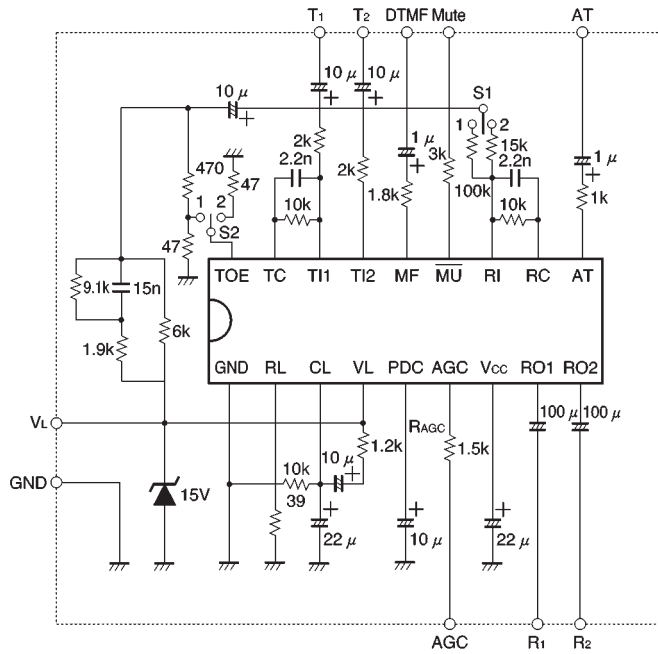 T1 T2 DTMF Mute AT
10 μ 10 μ
10 μ S1
+ + +
1 2
2k 1 μ 15k 1 μ
2.2n 3k 2.2n
470 47 + +
2k 1.8k 100k 1k
1 2 10k 10k
S2
47
TOE TC TI1 TI2 MF MU RI RC AT
9.1k 15n
6k
1.9k
GND RL CL VL PDC AGC VCC RO1 RO2
100 μ 100 μ
VL
RAGC
1.2k 1.5k
10k 10 μ
GND + 
15V 39
+ + +
22 μ 10 μ 22 μ
AGC R1 R2